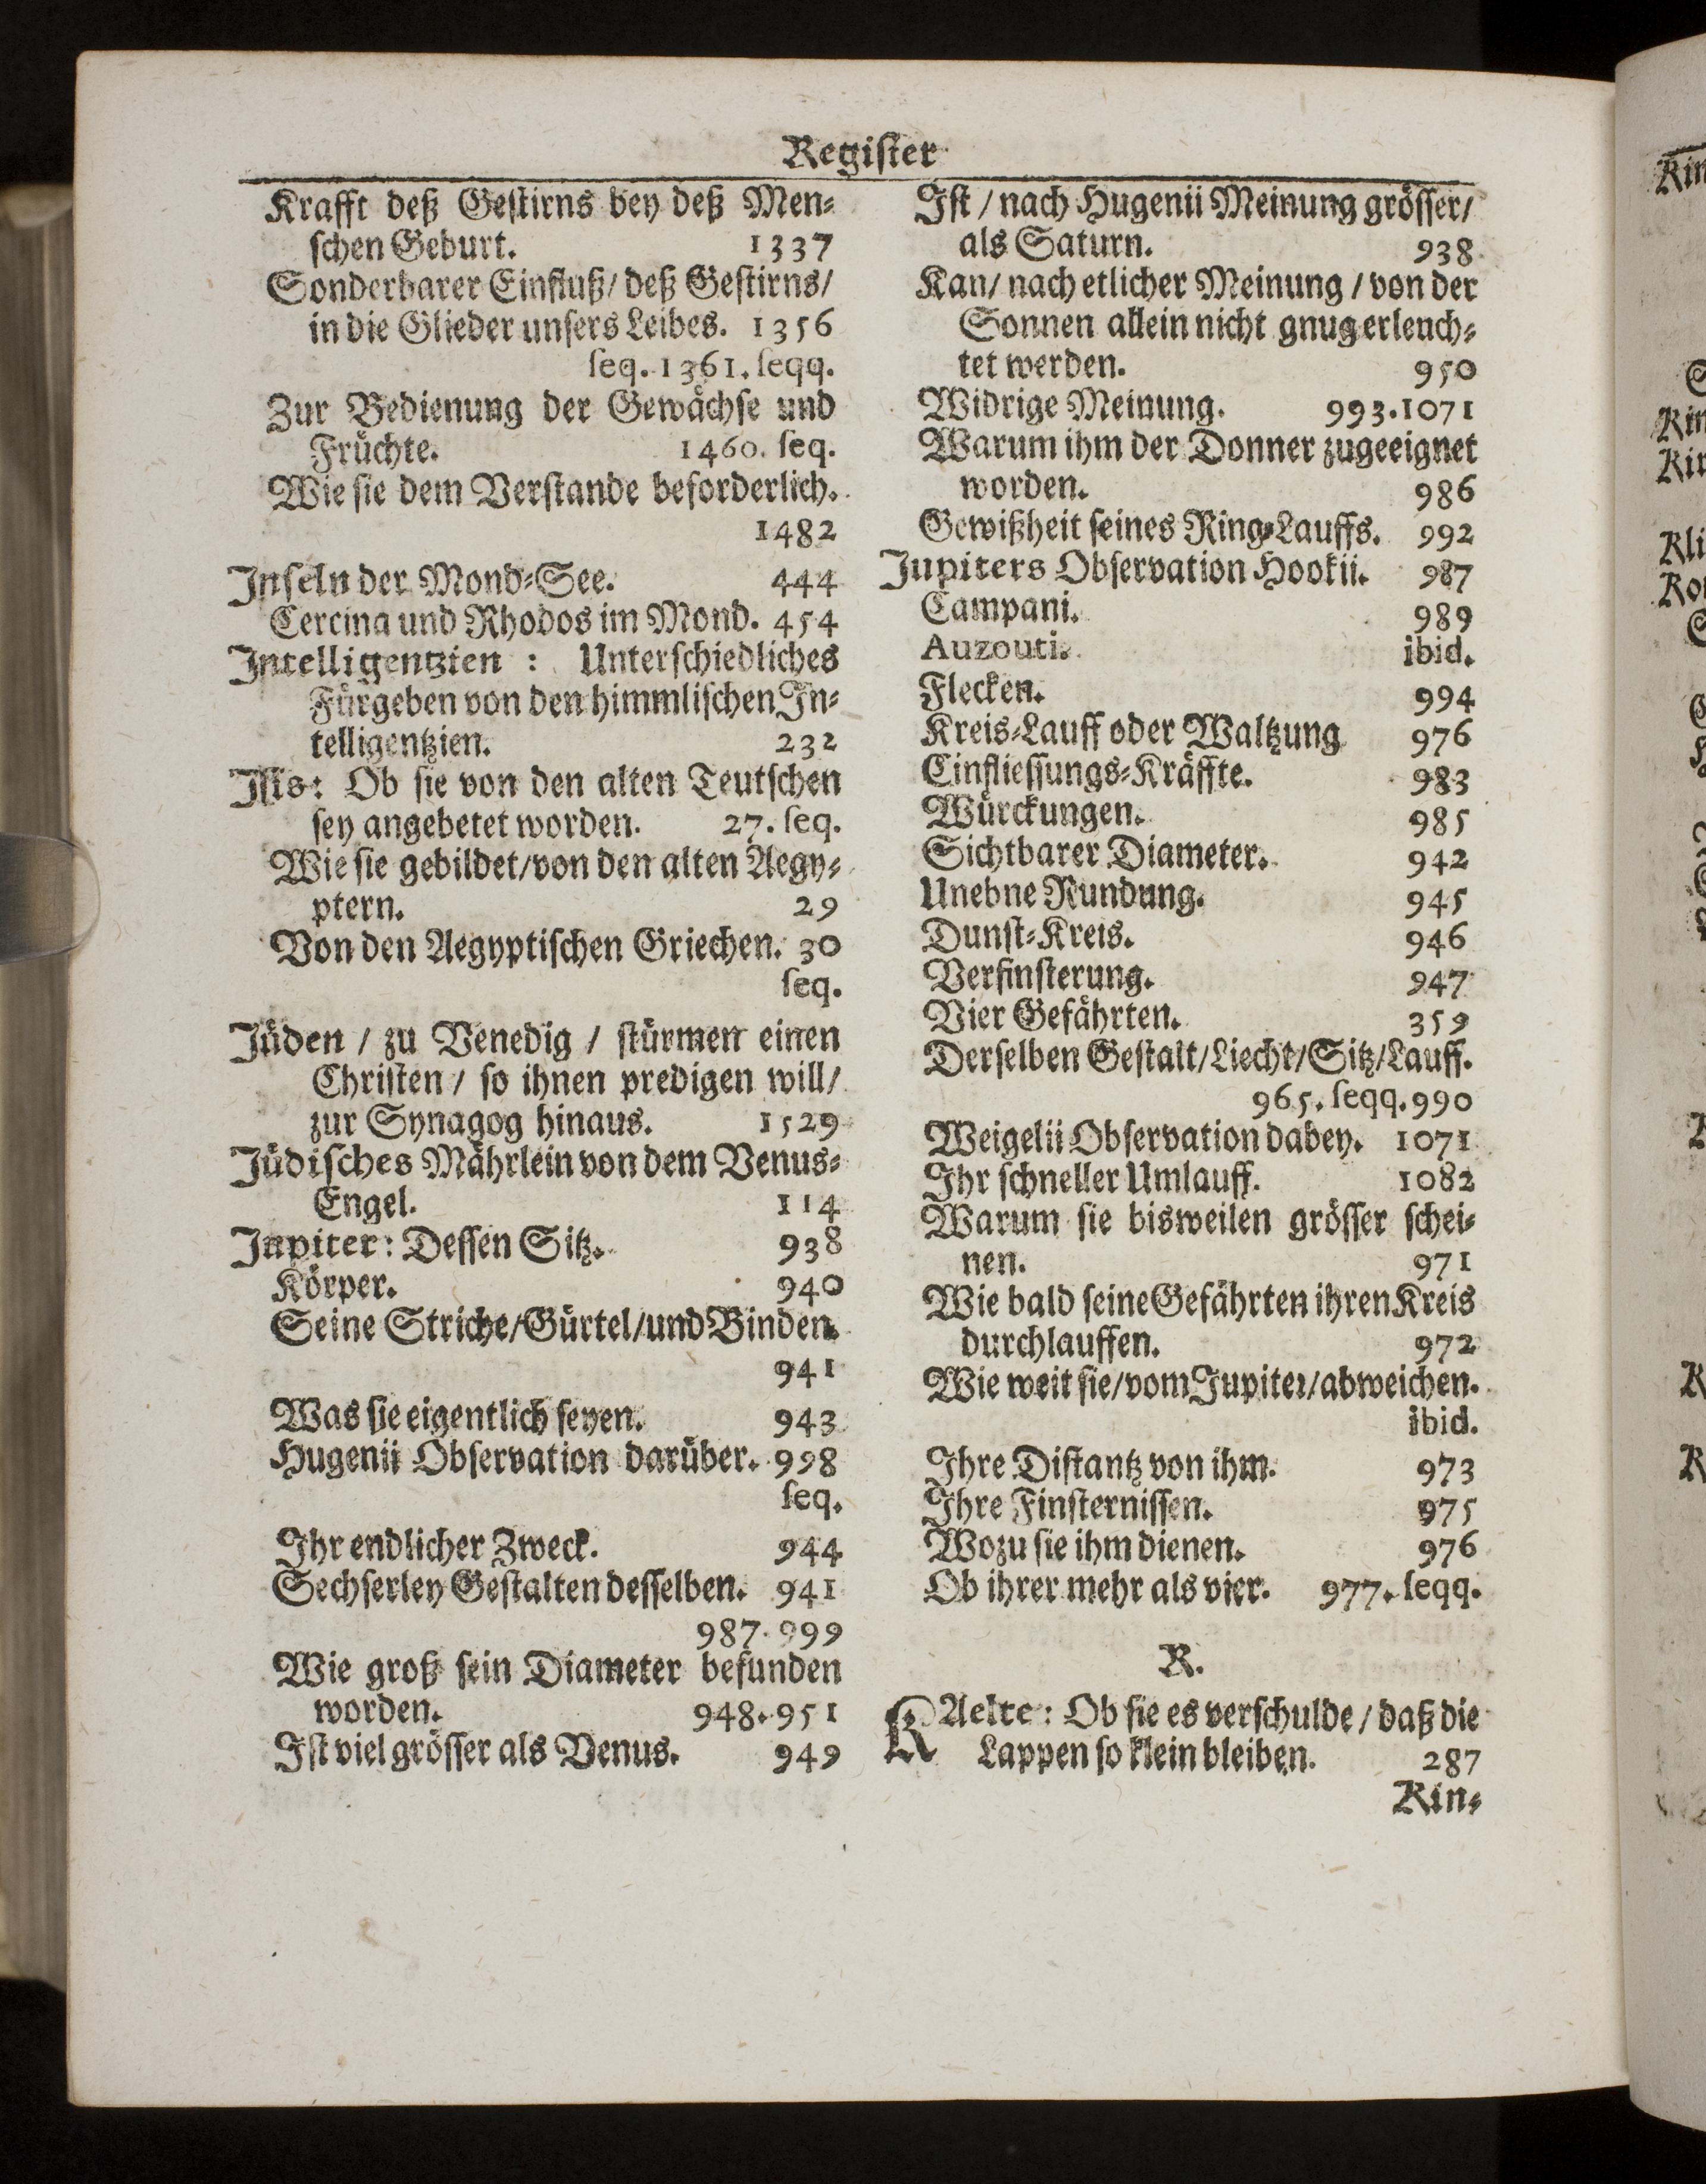 Register
Krafft deß Gestirns bey deß Men-
schen Geburt. 1337
Sonderbarer Einfluß/ deß Gestirns/
in die Glieder unsers Leibes. 1356
seq. 1361. seqq.
Zur Bedienung der Gewächse und
Früchte. 1460. seq.
Wie sie dem Verstande beförderlich.
1482
Inseln der Mond-See. 444
Cercina und Rhodos im Mond. 454
Intelligentzien : Unterschiedliches
Fürgeben von den himmlischen In-
telligentzien. 232
Isis: Ob sie von den alten Teutschen
sey angebetet worden. 27. seq.
Wie sie gebildet/von den alten Aegy-
ptern. 29
Von den Aegyptischen Griechen. 30
seq.
Jüden / zu Venedig / stürmen einen
Christen / so ihnen predigen will/
zur Synagog hinaus. 1529
Jüdisches Mährlein von dem Venus-
Engel. 114
Jupiter: Dessen Sitz. 938
Körper. 940
Seine Striche/Gürtel/und Binden.
941
Was sie eigentlich seyen. 943
Hugenii Observation darüber. 998
seq.
Ihr endlicher Zweck. 944
Sechserley Gestalten desselben. 941
987. 999
Wie groß sein Diameter befunden
worden. 948. 951
Ist viel grösser als Venus. 949
Ist / nach Hugenii Meinung grösser/
als Saturn. 938
Kan/ nach etlicher Meinung / von der
Sonnen allein nicht gnug erleuch-
tet werden. 950
Widrige Meinung. 993. 1071
Warum ihm der Donner zugeeignet
worden. 986
Gewißheit seines Ring-Lauffs. 992
Jupiters Observation Hookii. 987
Campani. 989
Auzouti. ibid.
Flecken. 994
Kreis-Lauff oder Waltzung 976
Einfliessungs-Kräffte. 983
Würckungen. 985
Sichtbarer Diameter. 942
Unebne Rundung. 945
Dunst-Kreis. 946
Verfinsterung. 947
Vier Gefährten. 359
Derselben Gestalt/Liecht/Sitz/Lauff.
965. seqq. 990
Weigelii Observation dabey. 1071
Ihr schneller Umlauff. 1082
Warum sie bisweilen grösser schei-
nen. 971
Wie bald seine Gefährten ihren Kreis
durchlauffen. 972
Wie weit sie/vom Jupiter/abweichen.
ibid.
Ihre Distantz von ihm. 973
Ihre Finsternissen. 975
Wozu sie ihm dienen. 976
Ob ihrer mehr als vier. 977. seqq.
K.
KAelte: Ob sie es verschulde / daß die
Lappen so klein bleiben. 287
Kin-